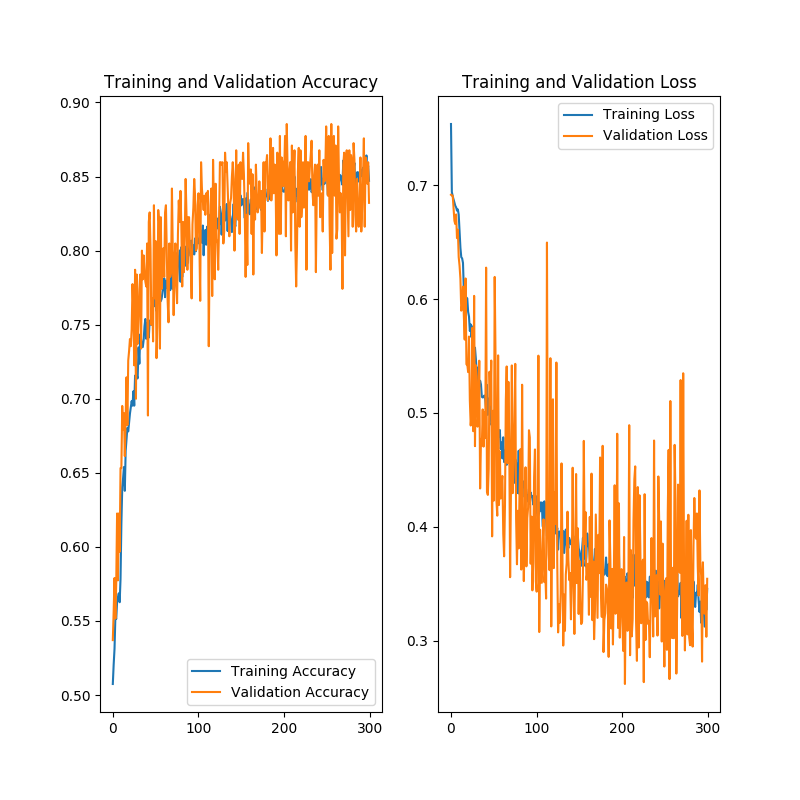 Training and Validation Accuracy
0.90
0.85
0.80
0.75
0.70
0.65
0.60
0.55
0.50
Training Accuracy
Validation Accuracy
0 100 200 300
Training and Validation Loss
Training Loss
Validation Loss
0.7
0.6
0.5
0.4
0.3
0 100 200 300